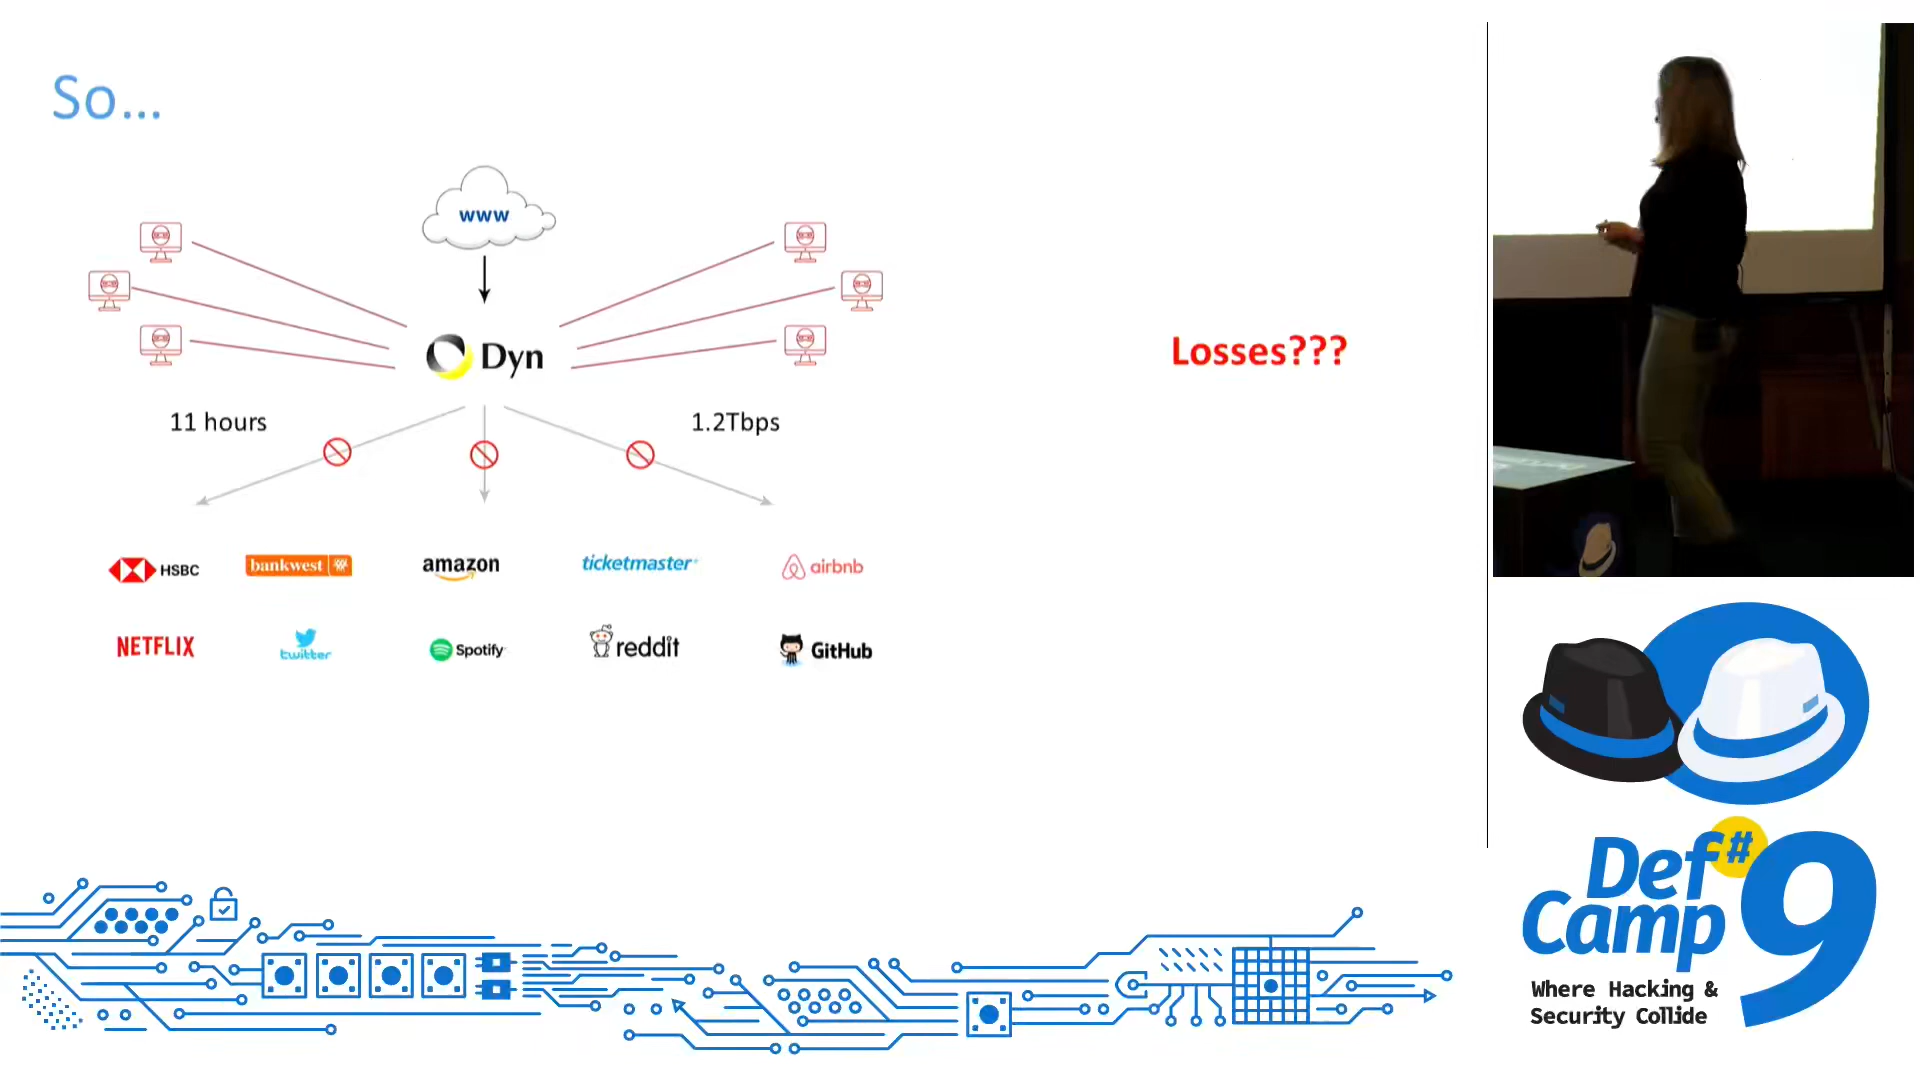 So...
www
Dyn
11 hours
1.2Tbps
Losses???
HSBC
bankwest
amazon
ticketmaster
airbnb
NETFLIX
twitter
Spotify
reddit
GitHub
Def
#
Camp
9
Where Hacking &
Security Collide